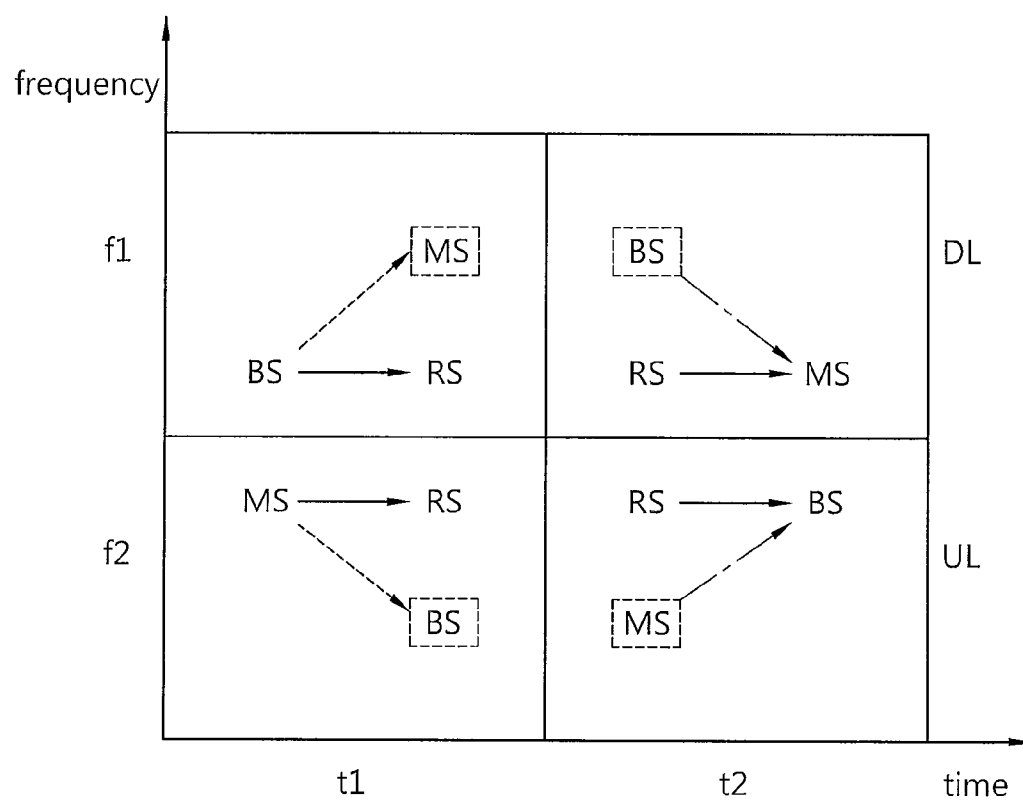 frequency
f1 MS BS DL
BS RS RS MS
MS RS RS BS
f2 UL
BS MS
t1 t2 time